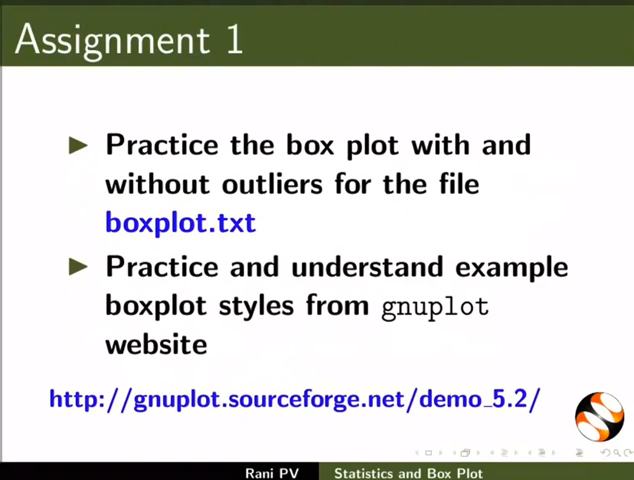 Assignment 1
Practice the box plot with and
without outliers for the file
boxplot.txt
Practice and understand example
boxplot styles from gnuplot
website
http://gnuplot.sourceforge.net/demo_5.2/
Rani PV
Statistics and Box Plot